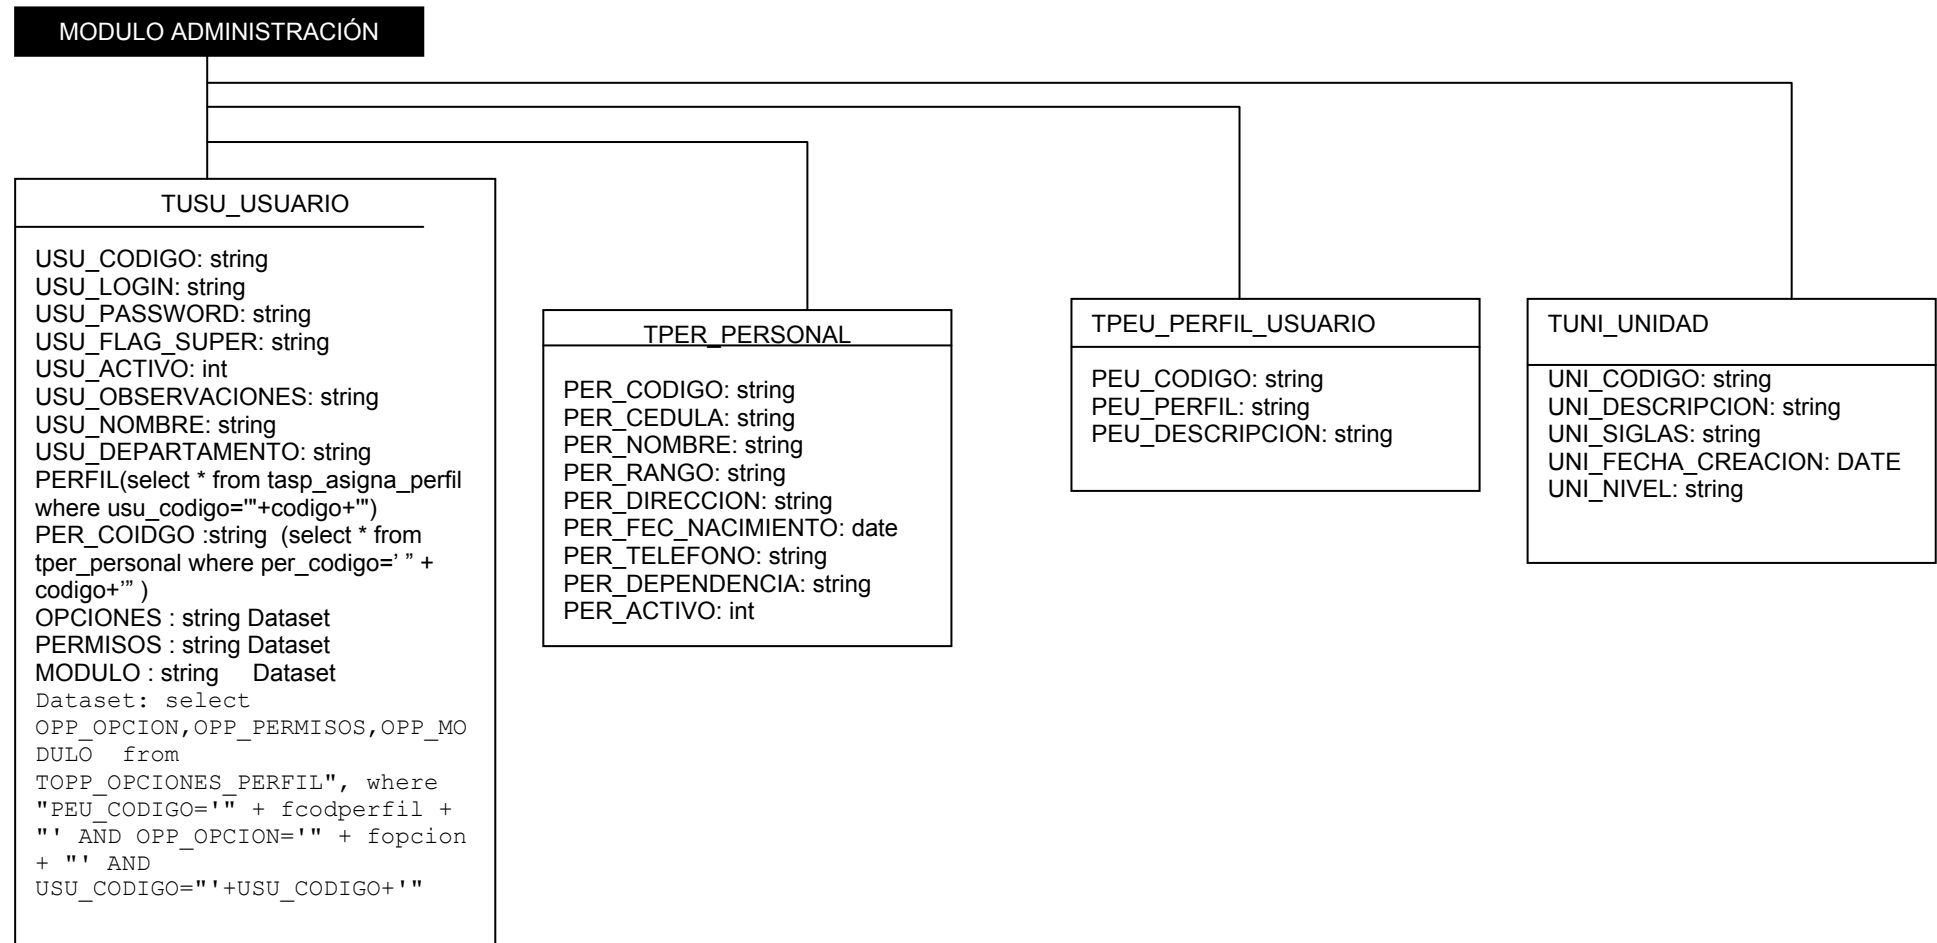 MODULO ADMINISTRACIÓN
TUSU_USUARIO
USU_CODIGO: string
USU_LOGIN: string
USU_PASSWORD: string
USU_FLAG_SUPER: string
USU_ACTIVO: int
USU_OBSERVACIONES: string
USU_NOMBRE: string
USU_DEPARTAMENTO: string
PERFIL(select * from tasp_asigna_perfil
where usu_codigo='"+codigo+'")
PER_COIDGO :string  (select * from
tper_personal where per_codigo=’ ” +
codigo+’” )
OPCIONES : string Dataset
PERMISOS : string Dataset
MODULO : string     Dataset
Dataset: select
OPP_OPCION,OPP_PERMISOS,OPP_MO
DULO  from
TOPP_OPCIONES_PERFIL", where
"PEU_CODIGO='" + fcodperfil +
"' AND OPP_OPCION='" + fopcion
+ "' AND
USU_CODIGO="'+USU_CODIGO+'"
TPER_PERSONAL
PER_CODIGO: string
PER_CEDULA: string
PER_NOMBRE: string
PER_RANGO: string
PER_DIRECCION: string
PER_FEC_NACIMIENTO: date
PER_TELEFONO: string
PER_DEPENDENCIA: string
PER_ACTIVO: int
TPEU_PERFIL_USUARIO
PEU_CODIGO: string
PEU_PERFIL: string
PEU_DESCRIPCION: string
TUNI_UNIDAD
UNI_CODIGO: string
UNI_DESCRIPCION: string
UNI_SIGLAS: string
UNI_FECHA_CREACION: DATE
UNI_NIVEL: string